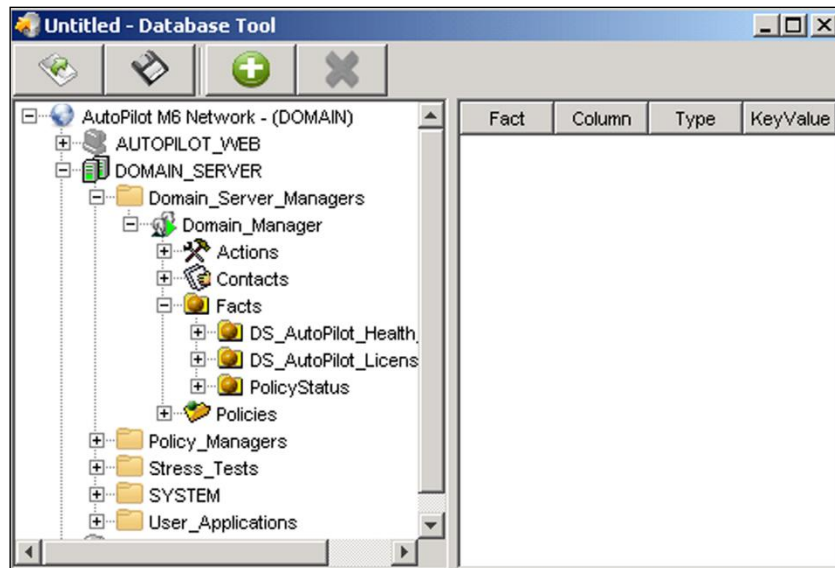 Untitled - Database Tool
AutoPilot M6 Network - (DOMAIN)
AUTOPILOT_WEB
DOMAIN_SERVER
Domain_Server_Managers
Domain_Manager
Actions
Contacts
Facts
DS_AutoPilot_Health_
DS_AutoPilot_Licens
PolicyStatus
Policies
Policy_Managers
Stress_Tests
SYSTEM
User_Applications
Fact Column Type KeyValue